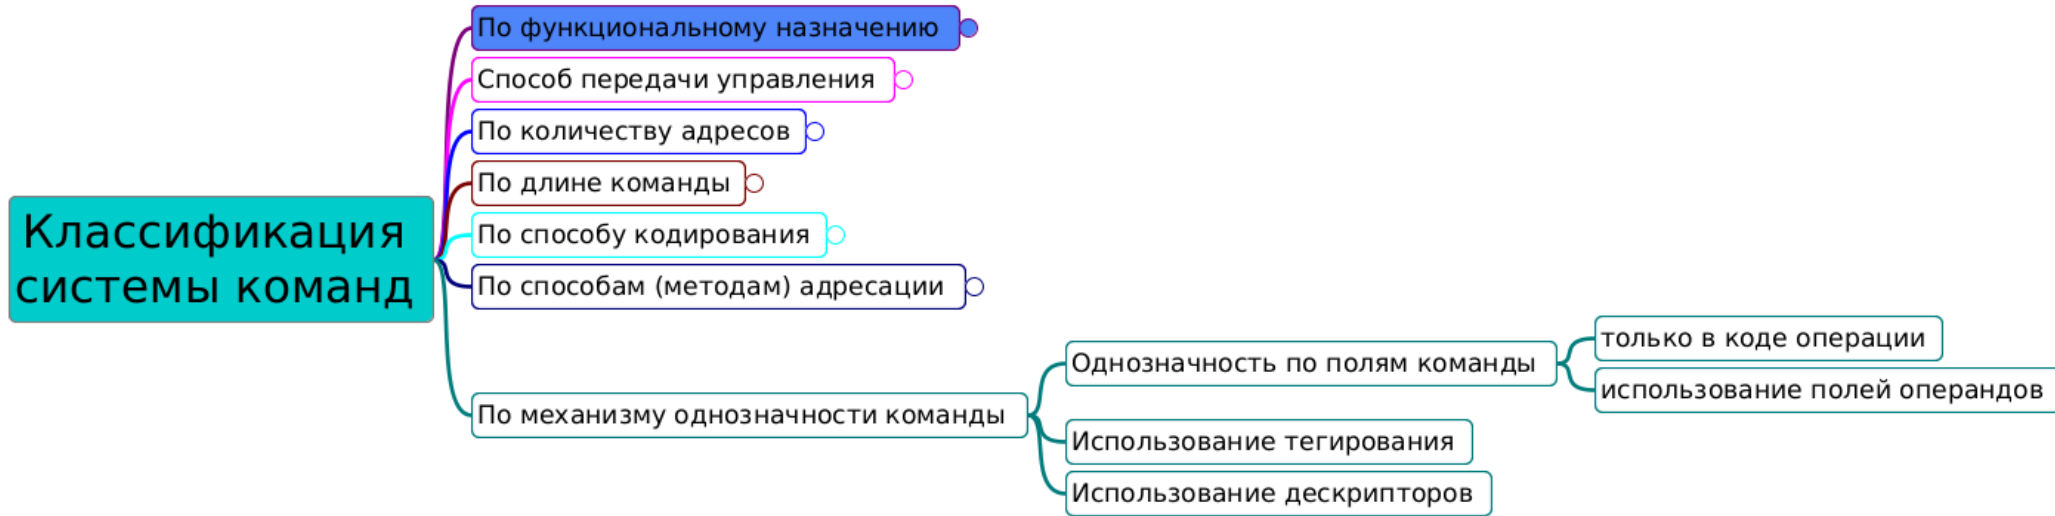 Классификация
системы команд
По функциональному назначению
Способ передачи управления
По количеству адресов
По длине команды
По способу кодирования
По способам (методам) адресации
По механизму однозначности команды
Однозначность по полям команды
только в коде операции
использование полей операндов
Использование тегирования
Использование дескрипторов